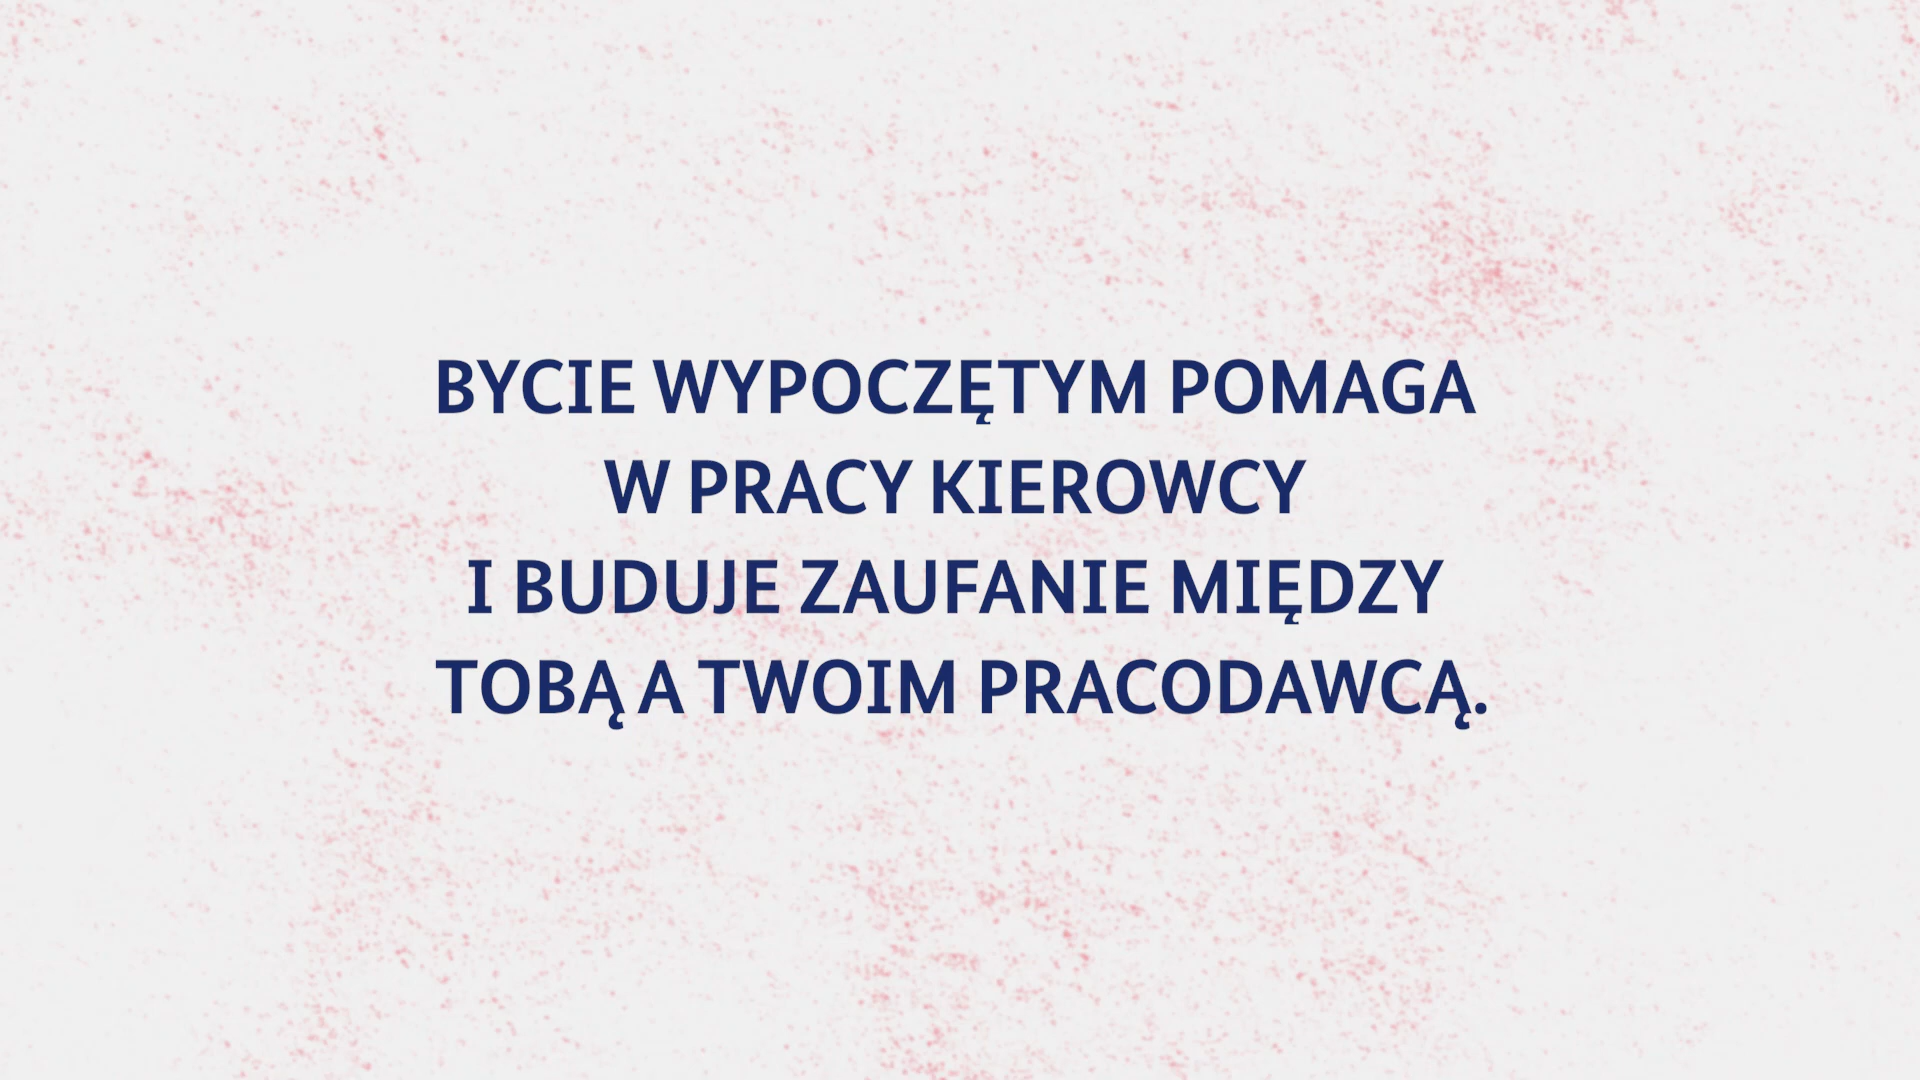 BYCIE WYPOCZĘTYM POMAGA
W PRACY KIEROWCY
I BUDUJE ZAUFANIE MIĘDZY
TOBĄ A TWOIM PRACODAWCĄ.